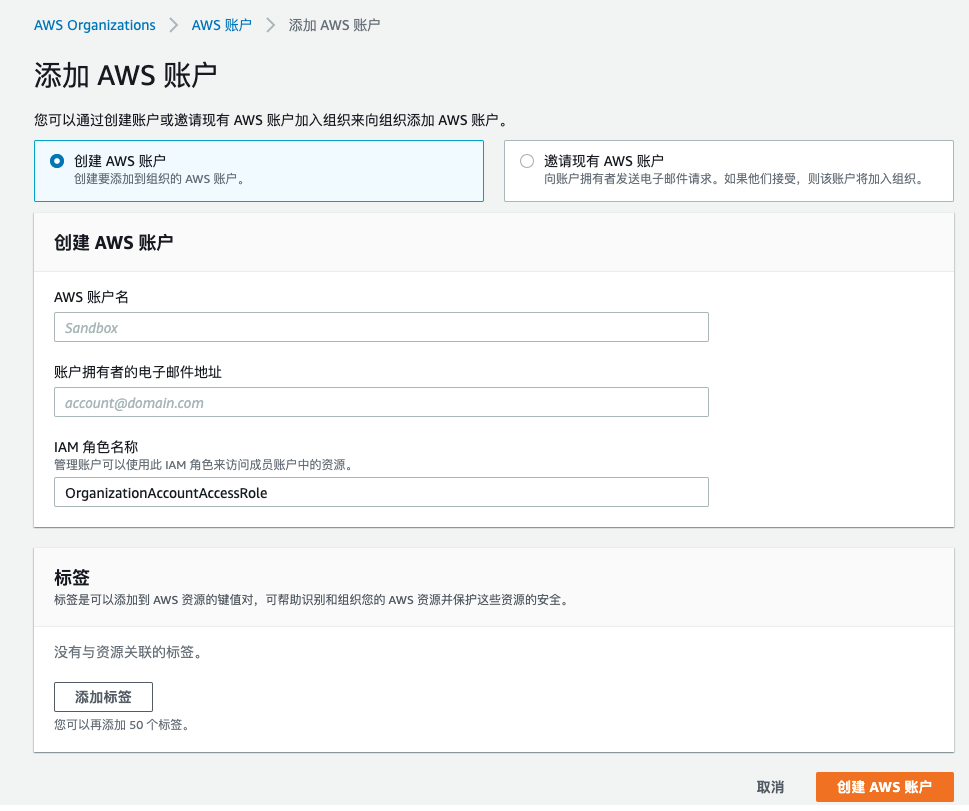 AWS Organizations > AWS 账户 > 添加 AWS 账户
添加 AWS 账户
您可以通过创建账户或邀请现有 AWS 账户加入组织来向组织添加 AWS 账户。
创建 AWS 账户
创建要添加到组织的 AWS 账户。
邀请现有 AWS 账户
向账户拥有者发送电子邮件请求。如果他们接受，则该账户将加入组织。
创建 AWS 账户
AWS 账户名
Sandbox
账户拥有者的电子邮件地址
account@domain.com
IAM 角色名称
管理账户可以使用此 IAM 角色来访问成员账户中的资源。
OrganizationAccountAccessRole
标签
标签是可以添加到 AWS 资源的键值对，可帮助识别和组织您的 AWS 资源并保护这些资源的安全。
没有与资源关联的标签。
添加标签
您可以再添加 50 个标签。
取消
创建 AWS 账户